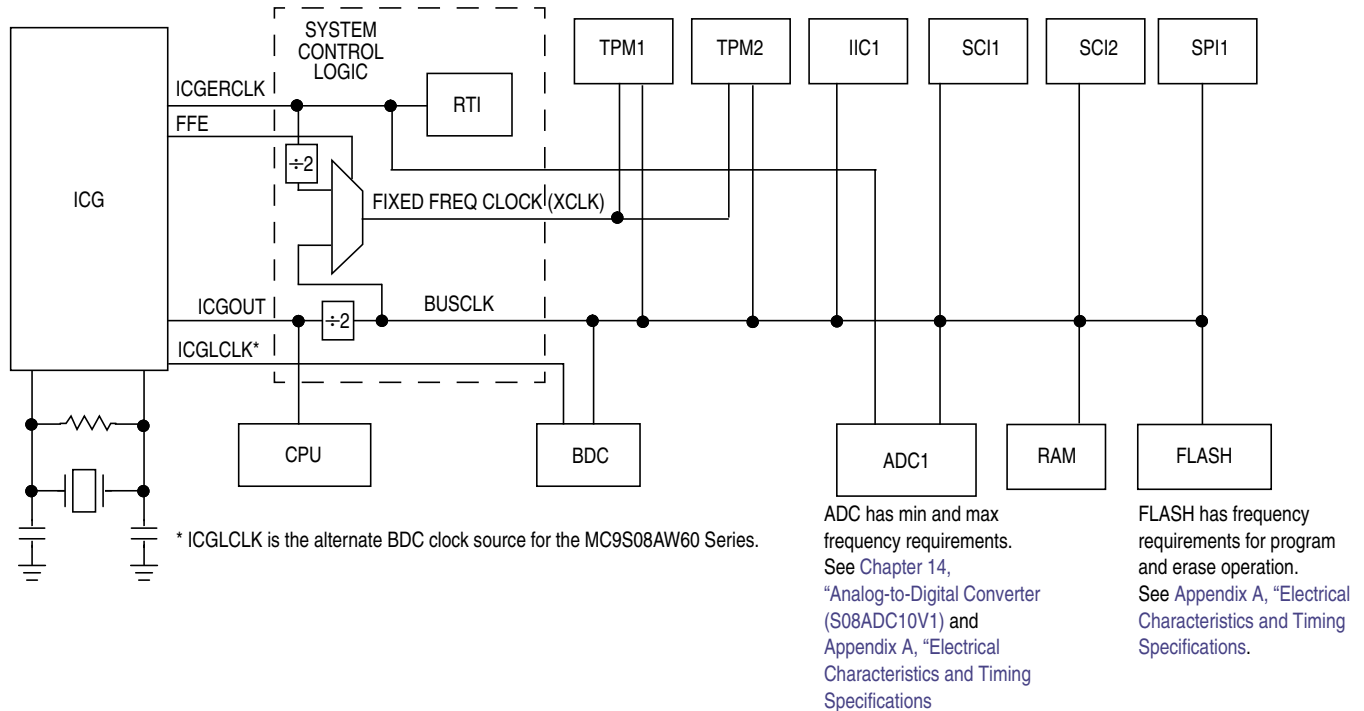 SYSTEM
CONTROL
LOGIC
TPM1
TPM2
IIC1
SCI1
SCI2
SPI1
ICGERCLK
RTI
FFE
÷2
ICG
FIXED FREQ CLOCK (XCLK)
ICGOUT
÷2
BUSCLK
ICGLCLK*
CPU
BDC
ADC1
RAM
FLASH
* ICGLCLK is the alternate BDC clock source for the MC9S08AW60 Series.
ADC has min and max
frequency requirements.
See Chapter 14,
“Analog-to-Digital Converter
(S08ADC10V1) and
Appendix A, “Electrical
Characteristics and Timing
Specifications
FLASH has frequency
requirements for program
and erase operation.
See Appendix A, “Electrical
Characteristics and Timing
Specifications.